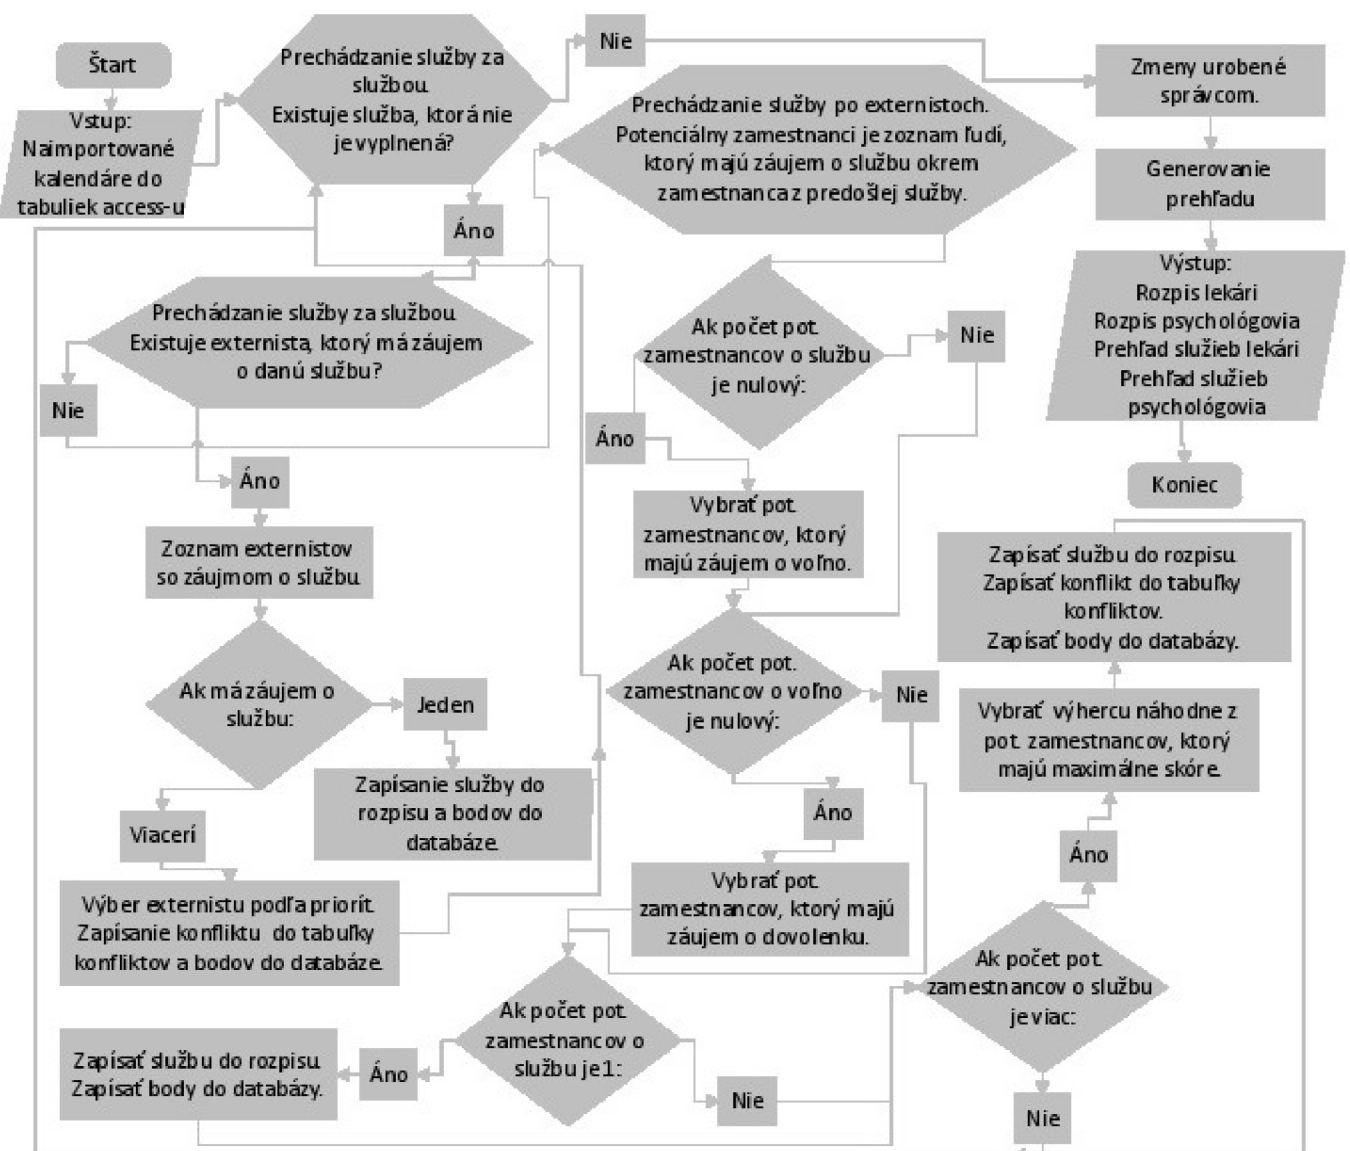 Štart
Vstup:
Naimportované
kalendáre do
tabuliek access-u
Prechádzanie služby za
službou.
Existuje služba, ktorá nie
je vyplnená?
Nie
Áno
Zmeny urobené
správcom.
Generovanie
prehľadu
Výstup:
Rozpis lekári
Rozpis psychológovia
Prehľad služieb lekári
Prehľad služieb
psychológovia
Koniec
Prechádzanie služby po externistoch.
Potenciálny zamestnanci je zoznam ľudí,
ktorý majú záujem o službu okrem
zamestnanca z predošlej služby.
Prechádzanie služby za službou
Existuje externista, ktorý má záujem
o danú službu?
Nie
Áno
Zoznam externistov
so záujmom o službu
Ak má záujem o
službu:
Jeden
Zapísanie služby do
rozpisu a bodov do
databáze.
Viacerí
Výber externistu podľa priorít.
Zapísanie konfliktu do tabuľky
konfliktov a bodov do databáze.
Ak počet pot.
zamestnancov o službu
je nulový:
Nie
Áno
Vybrať pot.
zamestnancov, ktorý
majú záujem o voľno.
Ak počet pot.
zamestnancov o voľno
je nulový:
Nie
Áno
Vybrať pot.
zamestnancov, ktorý majú
záujem o dovolenku.
Ak počet pot.
zamestnancov o
službu je 1:
Áno
Zapísať službu do rozpisu.
Zapísať body do databázy.
Nie
Ak počet pot.
zamestnancov o službu
je viac:
Áno
Vybrať výhercu náhodne z
pot. zamestnancov, ktorý
majú maximálne skóre.
Zapísať službu do rozpisu.
Zapísať konflikt do tabuľky
konfliktov.
Zapísať body do databázy.
Nie